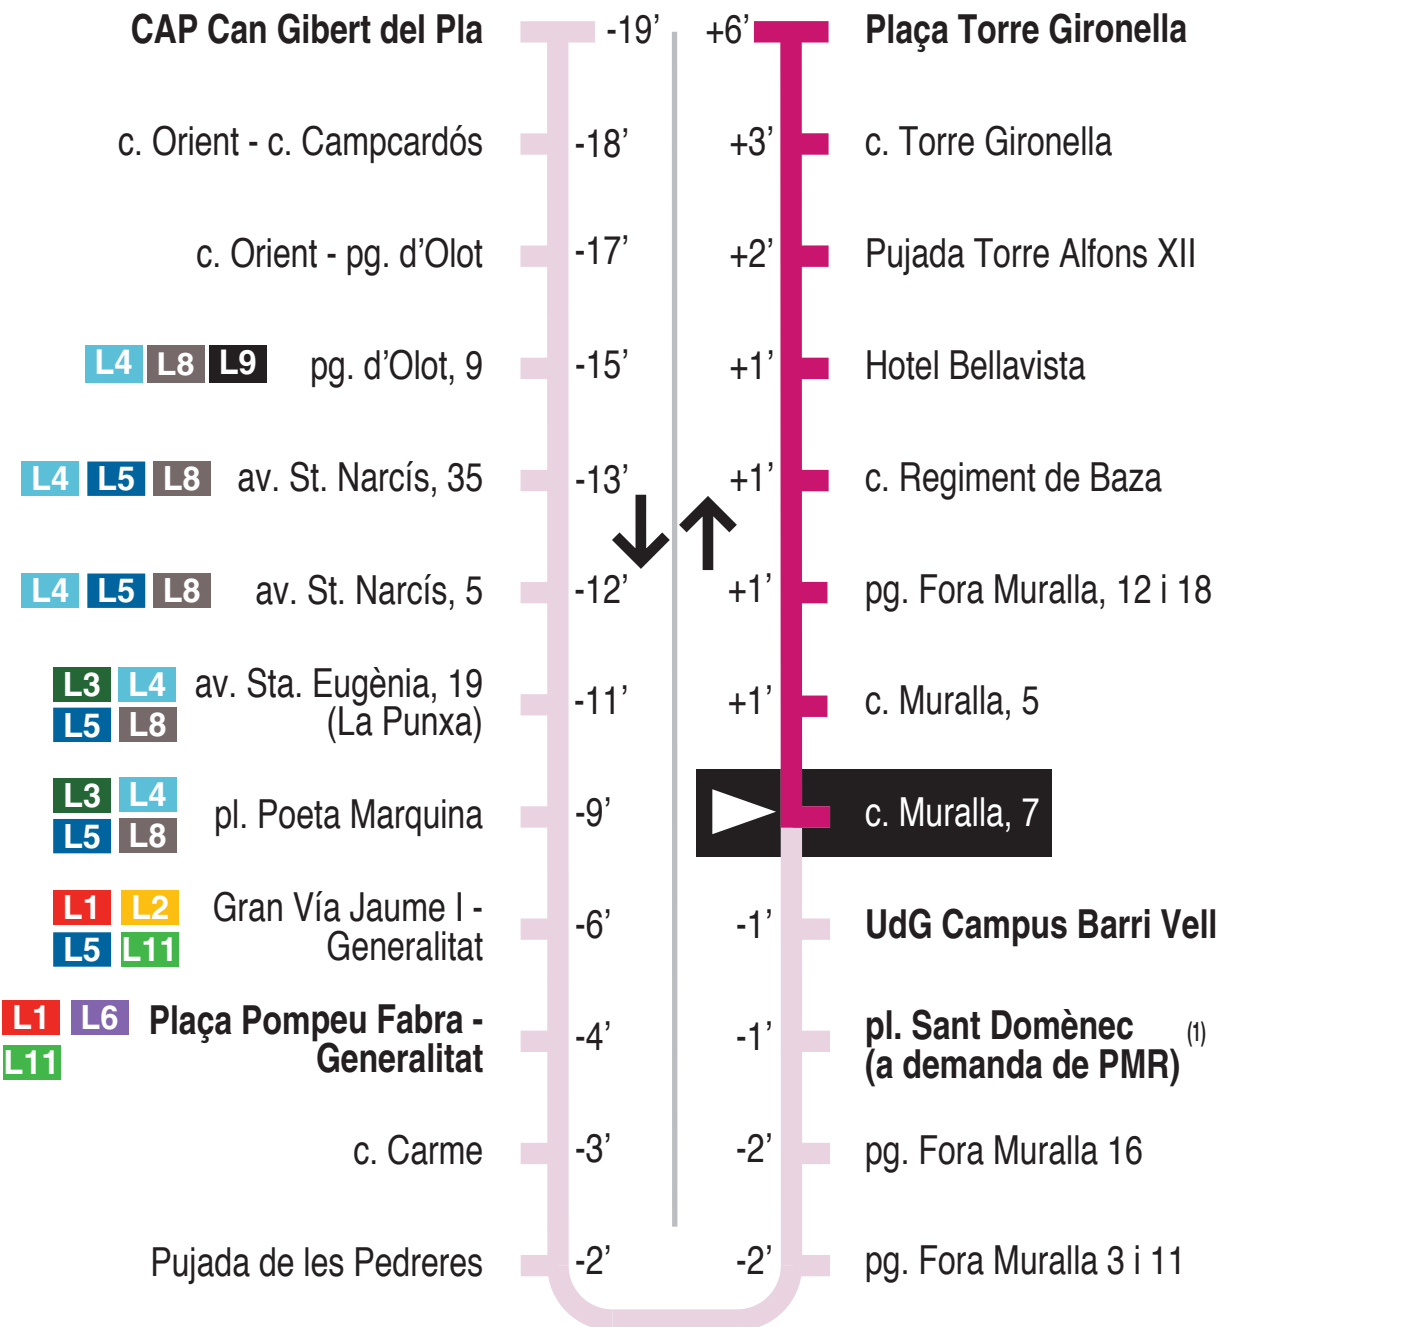 CAP Can Gibert del Pla -19’
c. Orient - c. Campcardós -18’
c. Orient - pg. d’Olot -17’
L4 L8 L9 pg. d’Olot, 9 -15’
L4 L5 L8 av. St. Narcís, 35 -13’
L4 L5 L8 av. St. Narcís, 5 -12’
L3 L4 av. Sta. Eugènia, 19 -11’
L5 L8 (La Punxa)
L3 L4 pl. Poeta Marquina -9’
L5 L8
L1 L2 Gran Vía Jaume I - -6’
L5 L11 Generalitat
L1 L6 Plaça Pompeu Fabra - -4’
L11 Generalitat
c. Carme -3’
Pujada de les Pedreres -2’
+6’ Plaça Torre Gironella
+3’ c. Torre Gironella
+2’ Pujada Torre Alfons XII
+1’ Hotel Bellavista
+1’ c. Regiment de Baza
+1’ pg. Fora Muralla, 12 i 18
+1’ c. Muralla, 5
c. Muralla, 7
-1’ UdG Campus Barri Vell
-1’ pl. Sant Domènec (1)
(a demanda de PMR)
-2’ pg. Fora Muralla 16
-2’ pg. Fora Muralla 3 i 11